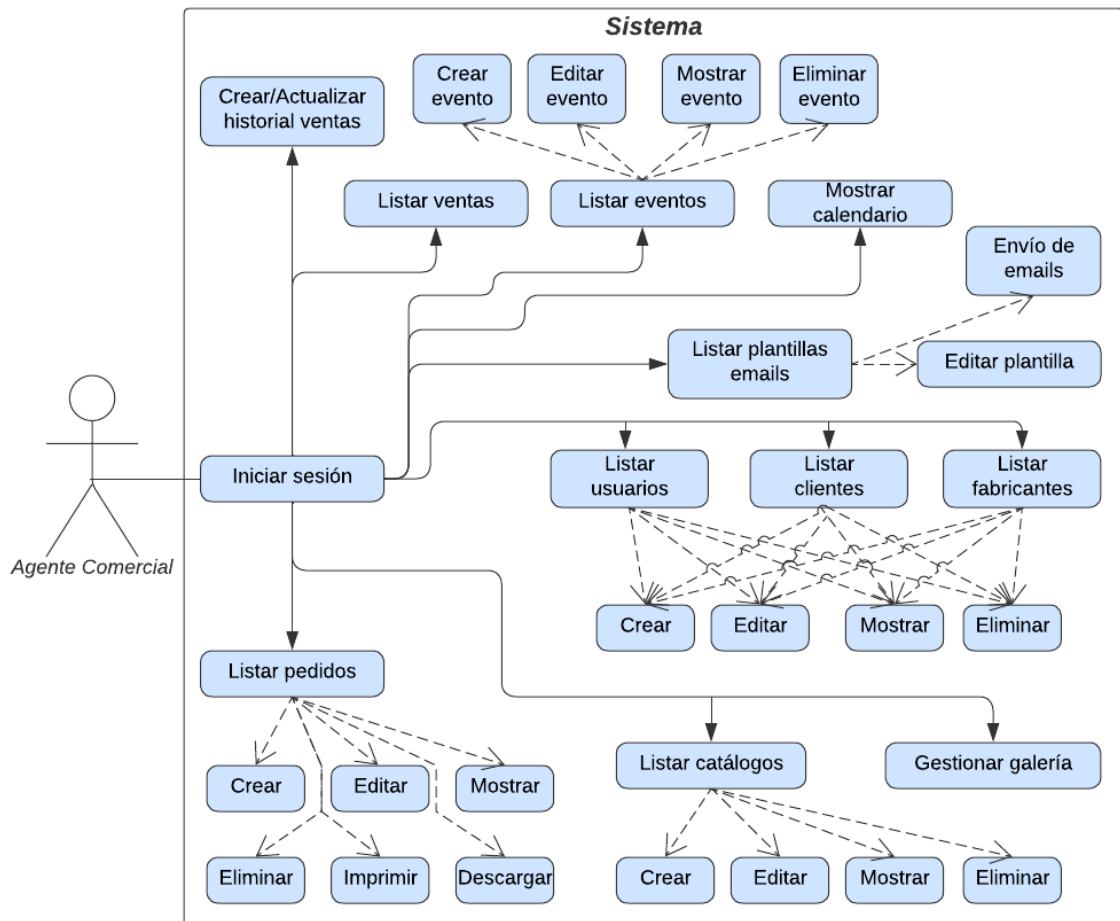 Sistema
Crear
evento
Editar
evento
Mostrar
evento
Eliminar
evento
Crear/Actualizar
historial ventas
Listar ventas
Listar eventos
Mostrar
calendario
Envío de
emails
Listar plantillas
emails
Editar plantilla
Iniciar sesión
Listar
usuarios
Listar
clientes
Listar
fabricantes
Agente Comercial
Crear
Editar
Mostrar
Eliminar
Listar pedidos
Crear
Editar
Mostrar
Eliminar
Imprimir
Descargar
Listar catálogos
Gestionar galería
Crear
Editar
Mostrar
Eliminar